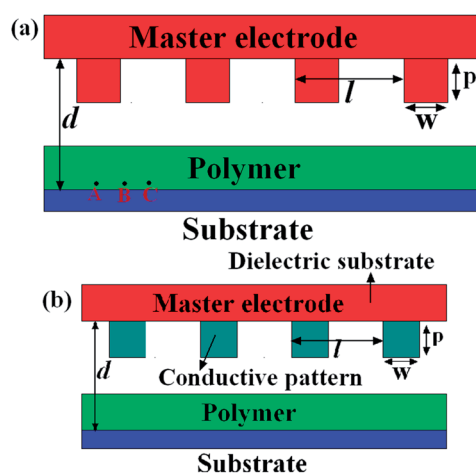 (a)
Master electrode
d
l
p
w
Polymer
A B C
Substrate
Dielectric substrate
(b)
Master electrode
d
l
p
w
Conductive pattern
Polymer
Substrate